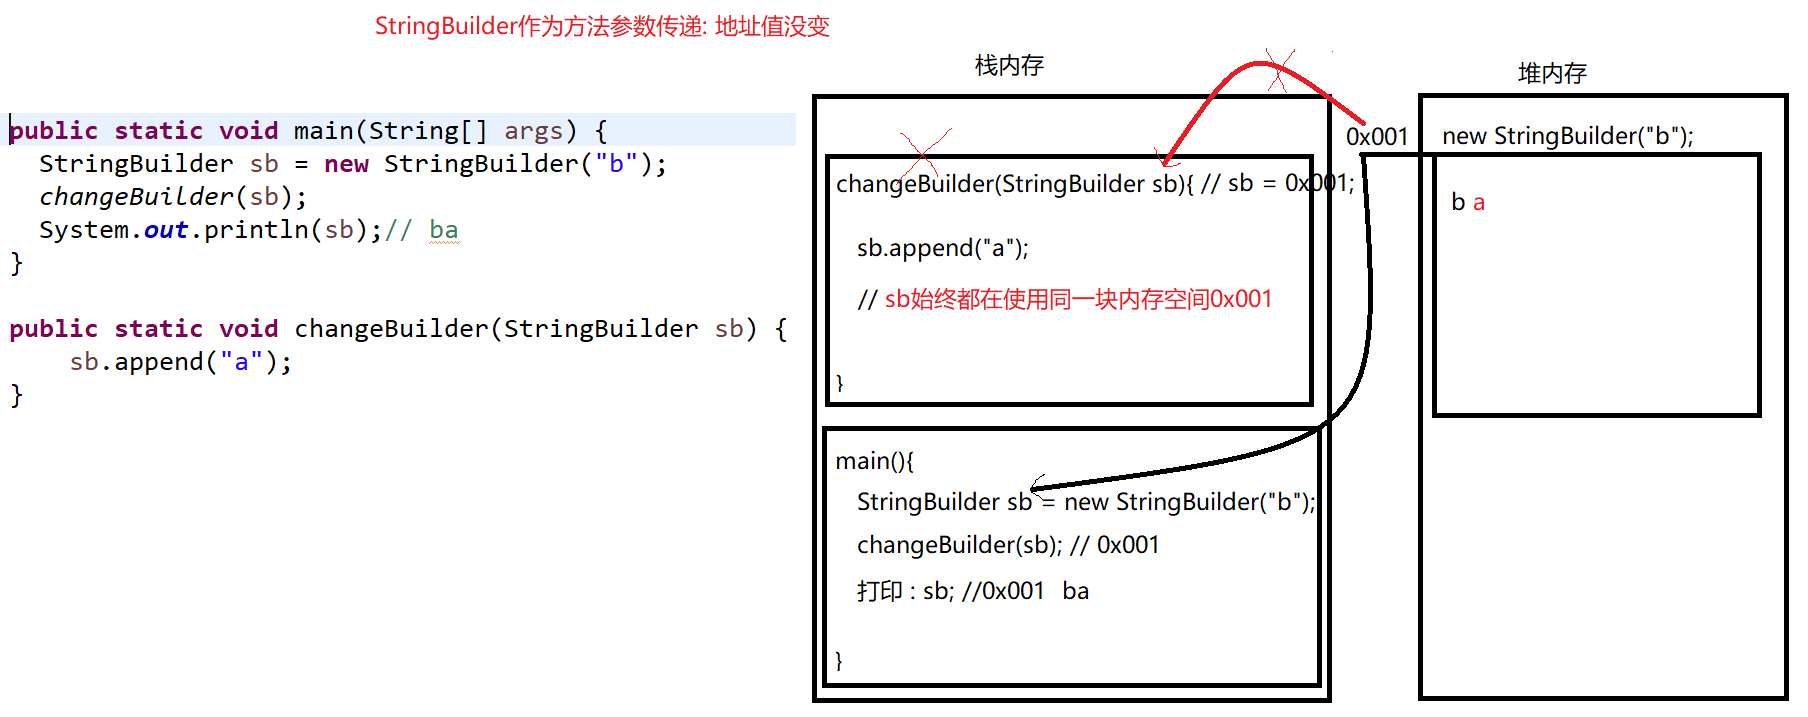 StringBuilder作为方法参数传递: 地址值没变
public static void main(String[] args) {
StringBuilder sb = new StringBuilder("b");
changeBuilder(sb);
System.out.println(sb);// ba
}
public static void changeBuilder(StringBuilder sb) {
sb.append("a");
}
栈内存
changeBuilder(StringBuilder sb){ // sb = 0x001;
sb.append("a");
// sb始终都在使用同一块内存空间0x001
}
main(){
StringBuilder sb = new StringBuilder("b");
changeBuilder(sb); // 0x001
打印 : sb; //0x001 ba
}
堆内存
0x001
new StringBuilder("b");
b a